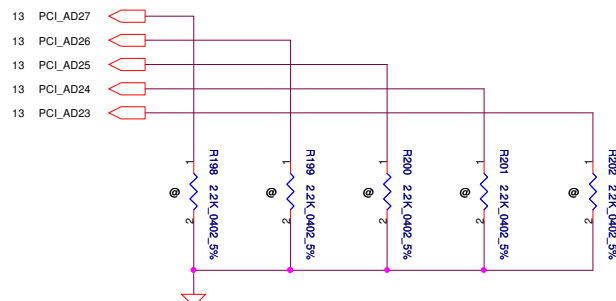 13 PCI_AD27
13 PCI_AD26
13 PCI_AD25
13 PCI_AD24
13 PCI_AD23
1
R198 2.2K_0402_5%
@
2
1
R199 2.2K_0402_5%
@
2
1
R200 2.2K_0402_5%
@
2
1
R201 2.2K_0402_5%
@
2
1
R202 2.2K_0402_5%
@
2